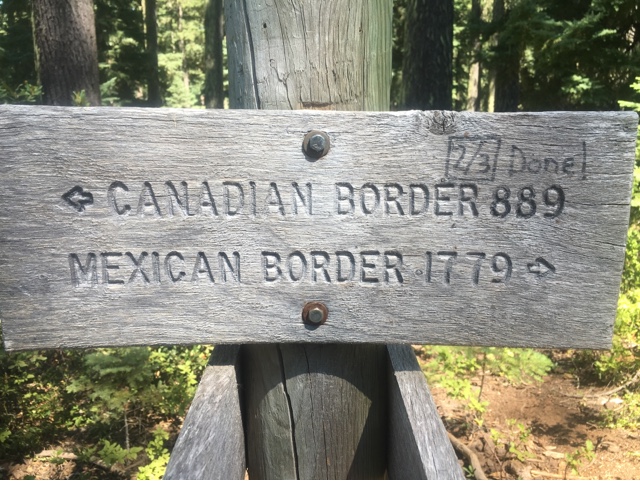 2/3 Done!
⇦ CANADIAN BORDER 889
MEXICAN BORDER 1779 ⇨